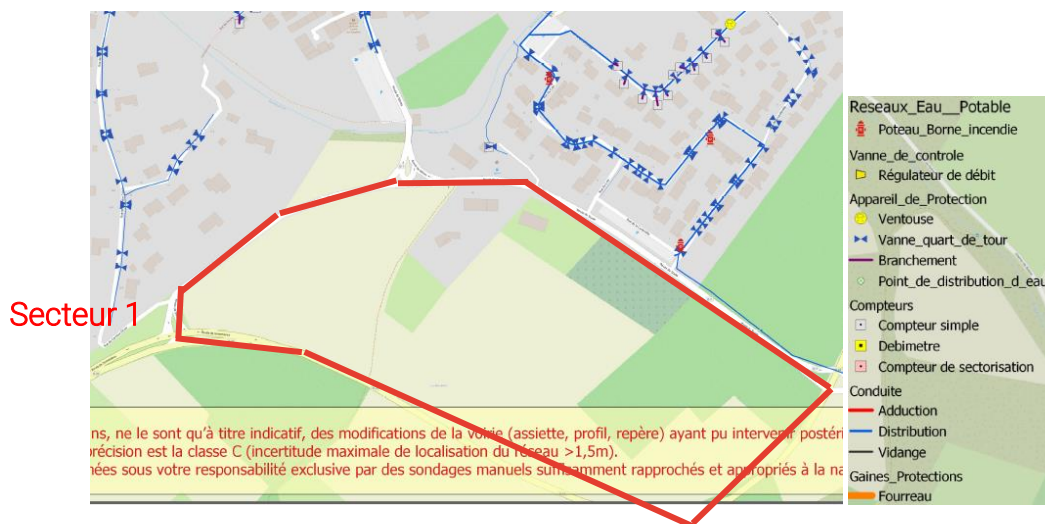 Secteur 1
ns, ne le sont qu'à titre indicatif, des modifications de la voirie (assiette, profil, repère) ayant pu intervenir postéri
précision est la classe C (incertitude maximale de localisation du réseau >1,5m).
nées sous votre responsabilité exclusive par des sondages manuels suffisamment rapprochés et appropriés à la na
Reseaux_Eau__Potable
Poteau_Borne_incendie
Vanne_de_controle
Régulateur de débit
Appareil_de_Protection
Ventouse
Vanne_quart_de_tour
Branchement
Point_de_distribution_d_eau
Compteurs
Compteur simple
Debimetre
Compteur de sectorisation
Conduite
Adduction
Distribution
Vidange
Gaines_Protections
Fourreau